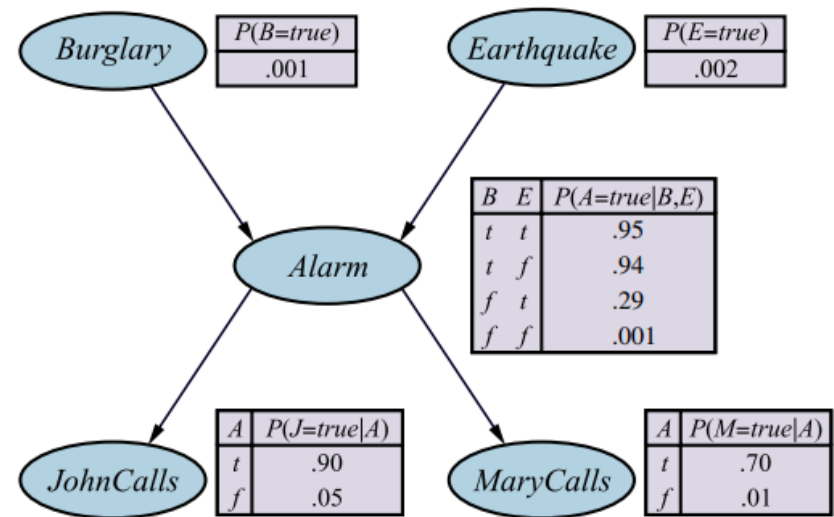 Burglary
P(B=true)
.001
Earthquake
P(E=true)
.002
Alarm
B E P(A=true|B,E)
t t .95
t f .94
f t .29
f f .001
JohnCalls
A P(J=true|A)
t .90
f .05
MaryCalls
A P(M=true|A)
t .70
f .01